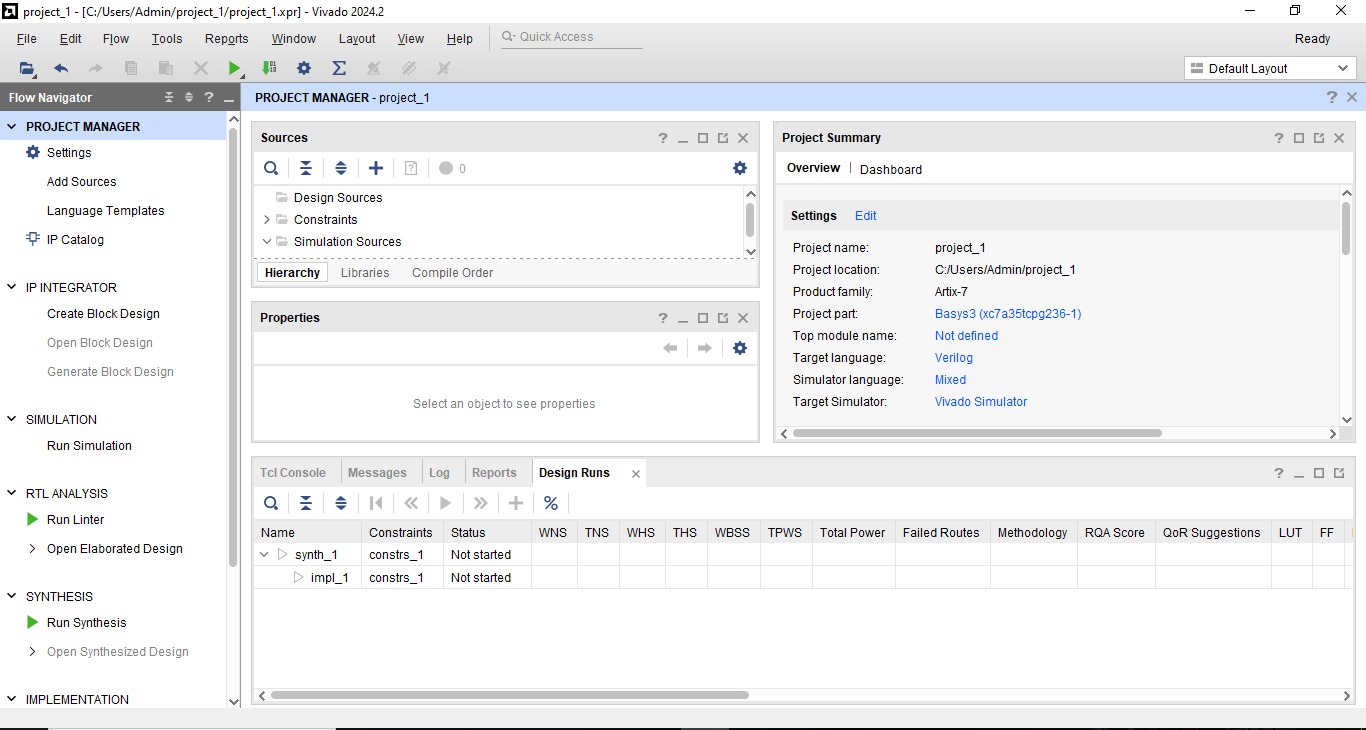 project_1 - [C:/Users/Admin/project_1/project_1.xpr] - Vivado 2024.2
File Edit Flow Tools Reports Window Layout View Help Quick Access Ready
Default Layout
Flow Navigator
PROJECT MANAGER
Settings
Add Sources
Language Templates
IP Catalog
IP INTEGRATOR
Create Block Design
Open Block Design
Generate Block Design
SIMULATION
Run Simulation
RTL ANALYSIS
Run Linter
Open Elaborated Design
SYNTHESIS
Run Synthesis
Open Synthesized Design
IMPLEMENTATION
PROJECT MANAGER - project_1
Sources
0
Design Sources
Constraints
Simulation Sources
Hierarchy Libraries Compile Order
Properties
Select an object to see properties
Project Summary
Overview | Dashboard
Settings Edit
Project name: project_1
Project location: C:/Users/Admin/project_1
Product family: Artix-7
Project part: Basys3 (xc7a35tcpg236-1)
Top module name: Not defined
Target language: Verilog
Simulator language: Mixed
Target Simulator: Vivado Simulator
Tcl Console Messages Log Reports Design Runs
Name Constraints Status WNS TNS WHS THS WBSS TPWS Total Power Failed Routes Methodology RQA Score QoR Suggestions LUT FF
synth_1 constrs_1 Not started
impl_1 constrs_1 Not started